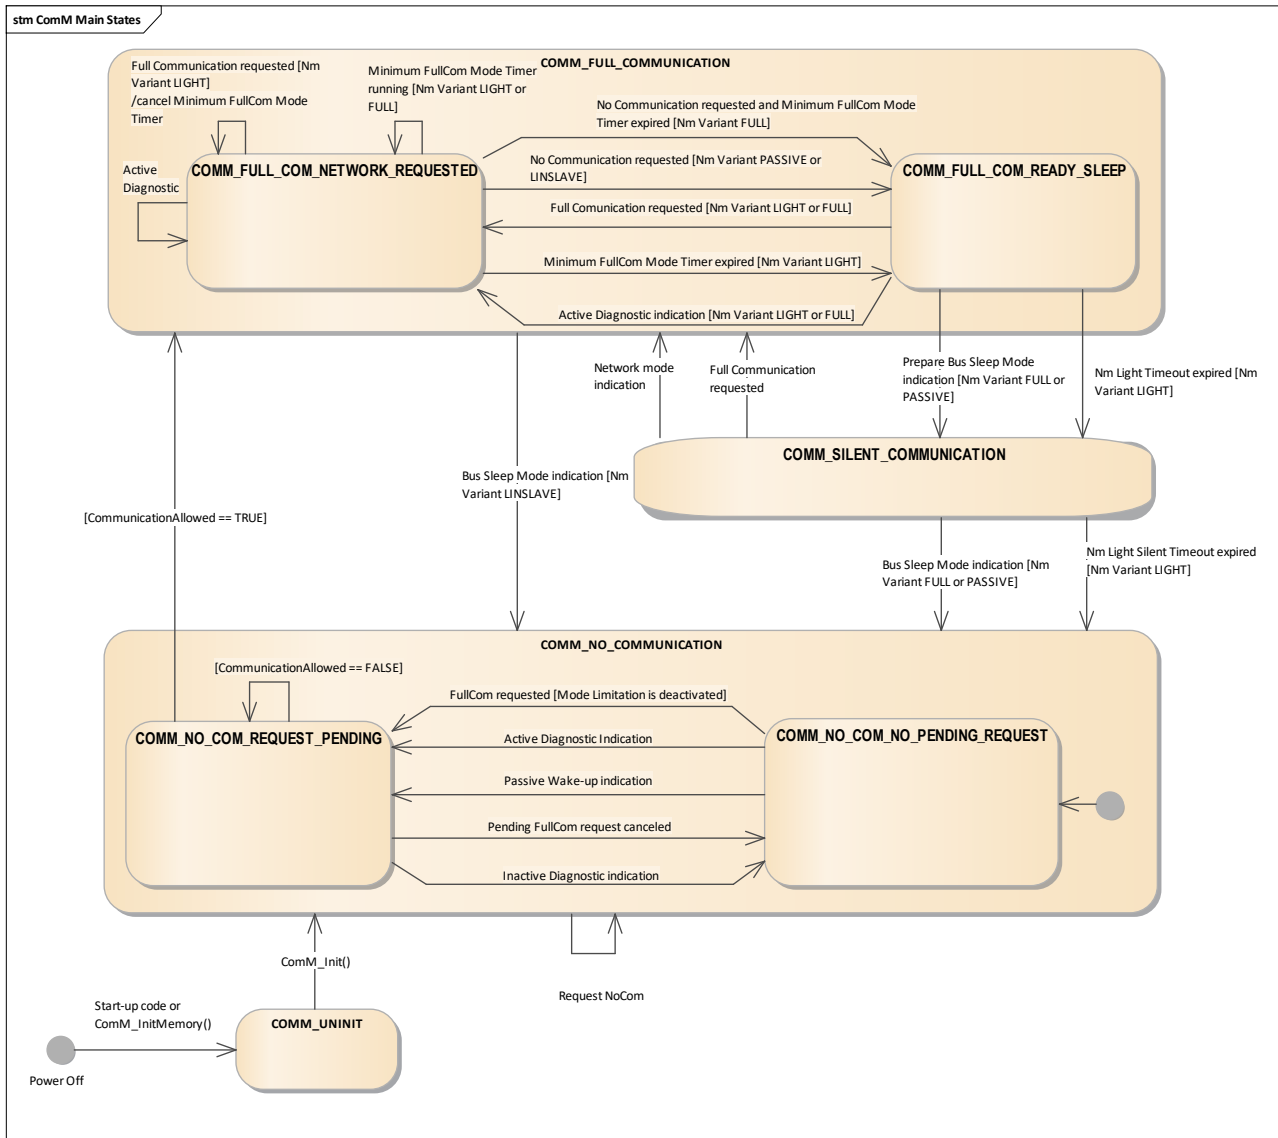 stm ComM Main States
COMM_FULL_COMMUNICATION
Full Communication requested [Nm
Variant LIGHT]
/cancel Minimum FullCom Mode
Timer
Minimum FullCom Mode Timer
running [Nm Variant LIGHT or
FULL]
No Communication requested and Minimum FullCom Mode
Timer expired [Nm Variant FULL]
Active
Diagnostic
COMM_FULL_COM_NETWORK_REQUESTED
No Communication requested [Nm Variant PASSIVE or
LINSLAVE]
COMM_FULL_COM_READY_SLEEP
Full Comunication requested [Nm Variant LIGHT or FULL]
Minimum FullCom Mode Timer expired [Nm Variant LIGHT]
Active Diagnostic indication [Nm Variant LIGHT or FULL]
Network mode
indication
Full Communication
requested
Prepare Bus Sleep Mode
indication [Nm Variant FULL or
PASSIVE]
Nm Light Timeout expired [Nm
Variant LIGHT]
COMM_SILENT_COMMUNICATION
Bus Sleep Mode indication [Nm
Variant LINSLAVE]
[CommunicationAllowed == TRUE]
Bus Sleep Mode indication [Nm
Variant FULL or PASSIVE]
Nm Light Silent Timeout expired
[Nm Variant LIGHT]
COMM_NO_COMMUNICATION
[CommunicationAllowed == FALSE]
FullCom requested [Mode Limitation is deactivated]
COMM_NO_COM_REQUEST_PENDING
Active Diagnostic Indication
COMM_NO_COM_NO_PENDING_REQUEST
Passive Wake-up indication
Pending FullCom request canceled
Inactive Diagnostic indication
ComM_Init()
Request NoCom
Start-up code or
ComM_InitMemory()
COMM_UNINIT
Power Off